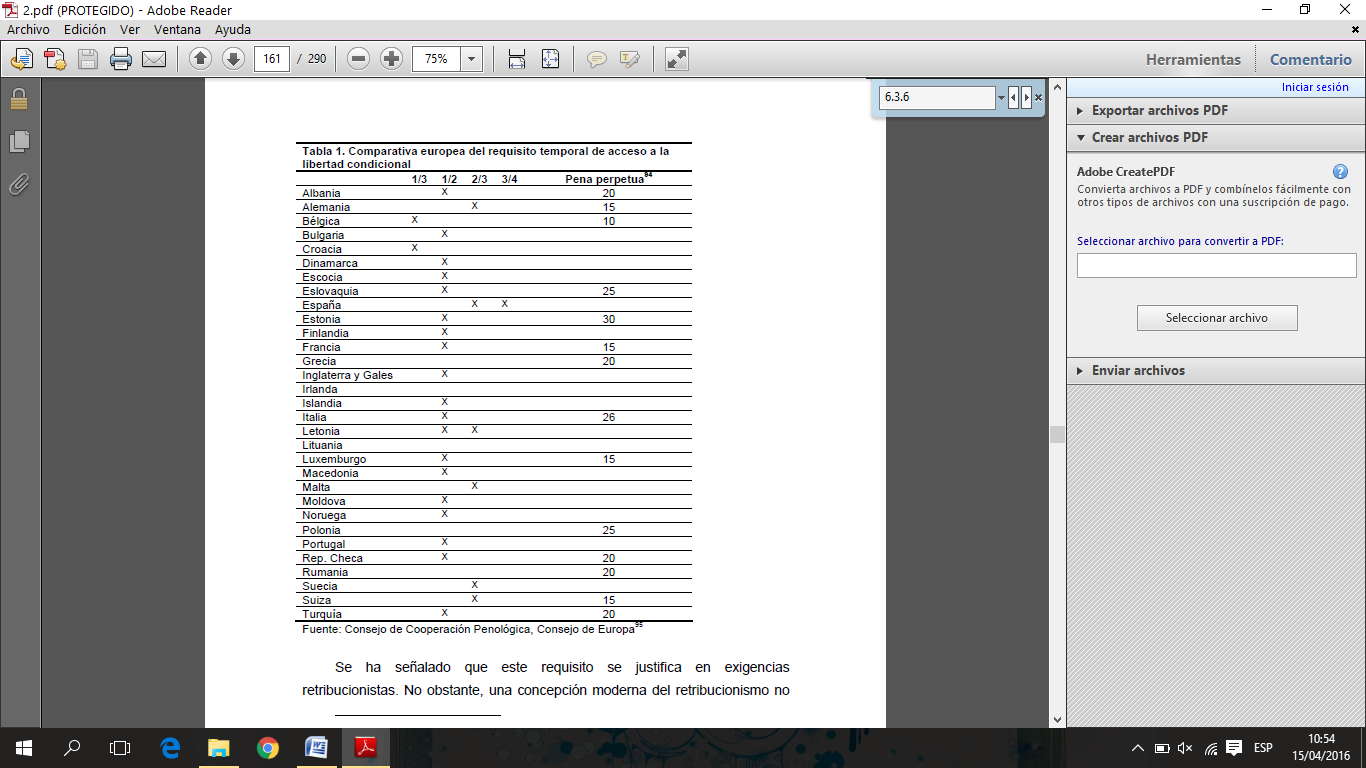 2.pdf (PROTEGIDO) - Adobe Reader
Archivo Edición Ver Ventana Ayuda
161 / 290 75% Herramientas Comentario
6.3.6
Iniciar sesión
Exportar archivos PDF
Crear archivos PDF
Adobe CreatePDF
Convierta archivos a PDF y combínelos fácilmente con
otros tipos de archivos con una suscripción de pago.
Seleccionar archivo para convertir a PDF:
Seleccionar archivo
Enviar archivos
Tabla 1. Comparativa europea del requisito temporal de acceso a la
libertad condicional
1/3 1/2 2/3 3/4 Pena perpetua94
Albania X 20
Alemania X 15
Bélgica X 10
Bulgaria X
Croacia X
Dinamarca X
Escocia X
Eslovaquia X 25
España X X
Estonia X 30
Finlandia X
Francia X 15
Grecia 20
Inglaterra y Gales X
Irlanda
Islandia X
Italia X 26
Letonia X X
Lituania
Luxemburgo X 15
Macedonia X
Malta X
Moldova X
Noruega X
Polonia 25
Portugal X
Rep. Checa X 20
Rumania 20
Suecia X
Suiza X 15
Turquía X 20
Fuente: Consejo de Cooperación Penológica, Consejo de Europa95
Se ha señalado que este requisito se justifica en exigencias
retribucionistas. No obstante, una concepción moderna del retribucionismo no
ESP
10:54
15/04/2016